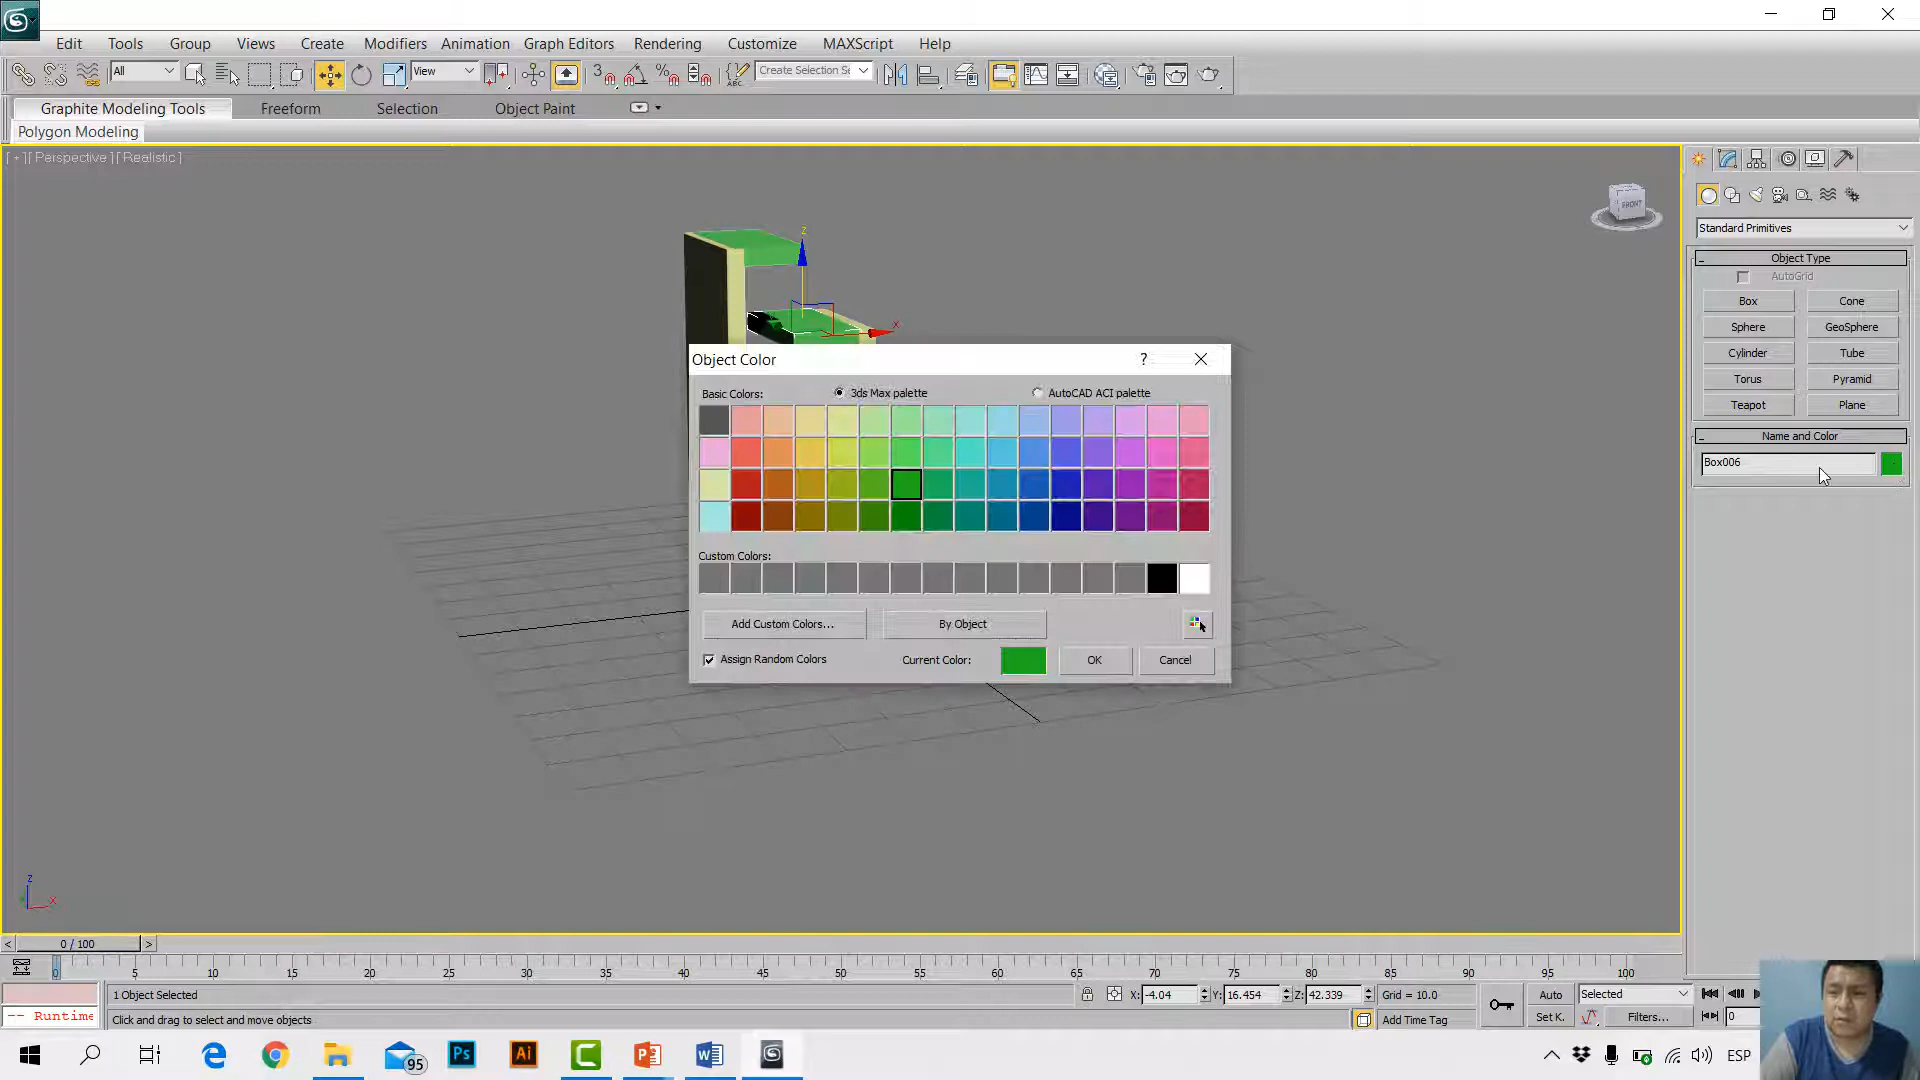 Edit Tools Group Views Create Modifiers Animation Graph Editors Rendering Customize MAXScript Help
All View 3 ABC Create Selection Se
Graphite Modeling Tools Freeform Selection Object Paint
Polygon Modeling
[ + ][ Perspective ][ Realistic ]
FRONT
Standard Primitives
Object Type
AutoGrid
Box Cone
Sphere GeoSphere
Cylinder Tube
Torus Pyramid
Teapot Plane
Name and Color
Box006
z
x
Object Color ?
Basic Colors: 3ds Max palette AutoCAD ACI palette
Custom Colors:
Add Custom Colors... By Object
Assign Random Colors Current Color: OK Cancel
z
x
< 0 / 100 >
0 5 10 15 20 25 30 35 40 45 50 55 60 65 70 75 80 85 90 95 100
1 Object Selected X: -4.04 Y: 16.454 Z: 42.339 Grid = 10.0 Auto Selected
-- Runtime Click and drag to select and move objects Add Time Tag Set K. Filters... 0
95 Ps Ai ESP